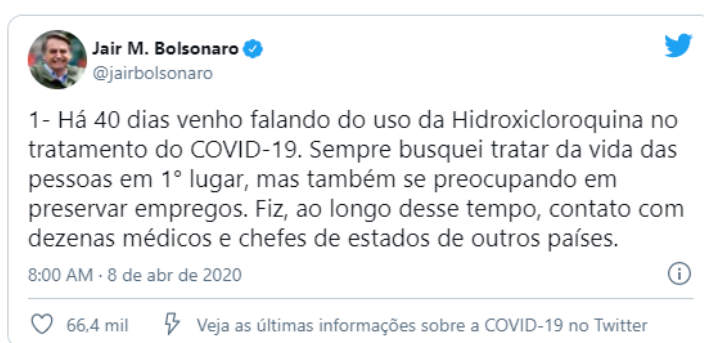 Jair M. Bolsonaro
@jairbolsonaro
1- Há 40 dias venho falando do uso da Hidroxicloroquina no
tratamento do COVID-19. Sempre busquei tratar da vida das
pessoas em 1° lugar, mas também se preocupando em
preservar empregos. Fiz, ao longo desse tempo, contato com
dezenas médicos e chefes de estados de outros países.
8:00 AM · 8 de abr de 2020
66,4 mil Veja as últimas informações sobre a COVID-19 no Twitter